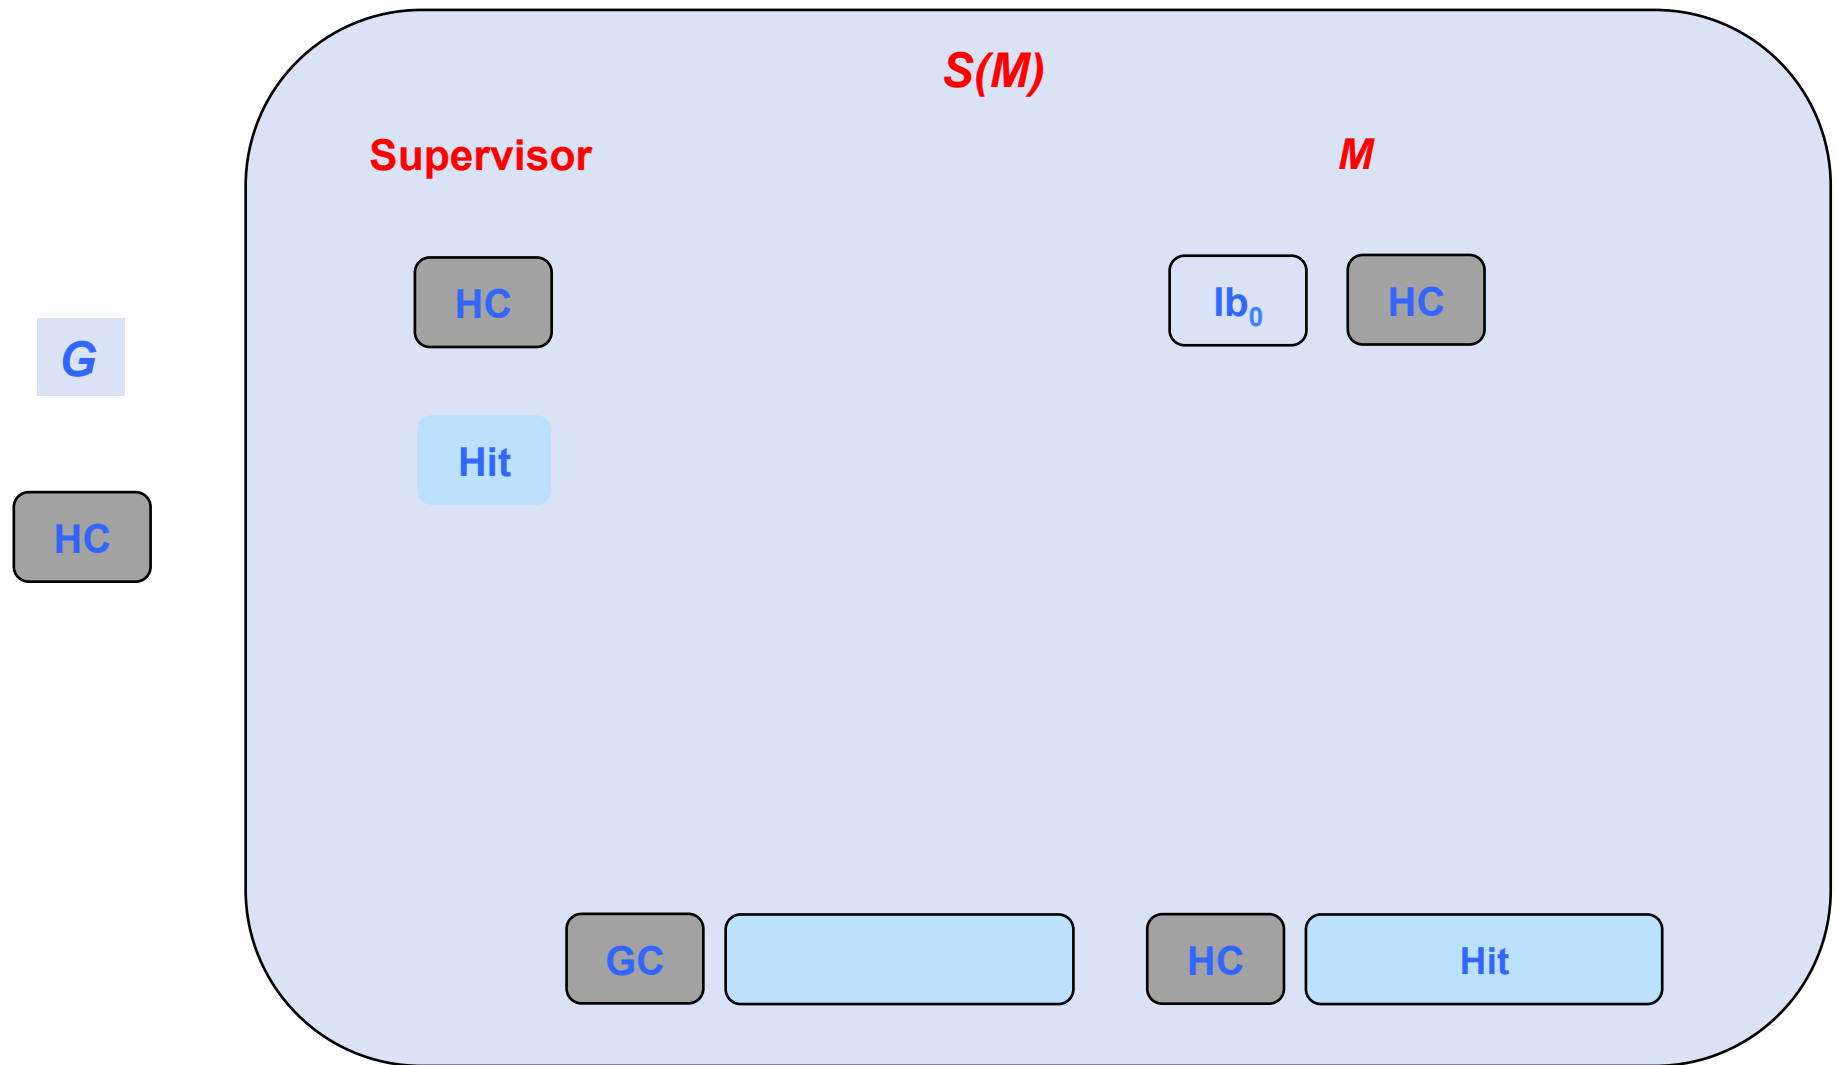 S(M)
Supervisor
M
HC
Ib₀
HC
G
Hit
HC
GC
HC
Hit